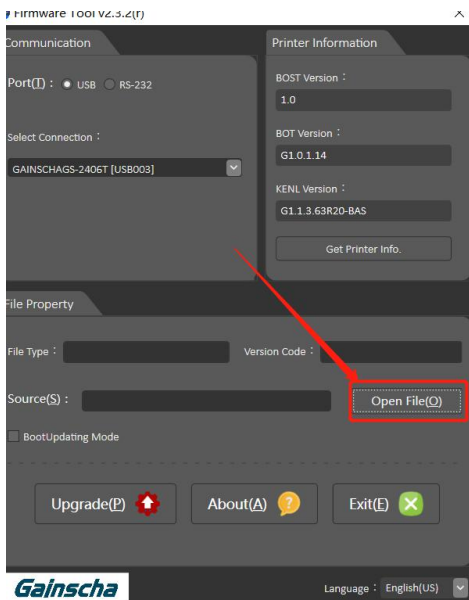 Firmware Tool v2.3.2(r)
Communication
Printer Information
Port(T) : USB RS-232
BOST Version :
1.0
Select Connection :
BOT Version :
G1.0.1.14
GAINSCHAGS-2406T [USB003]
KENL Version :
G1.1.3.63R20-BAS
Get Printer Info.
File Property
File Type :
Version Code :
Source(S) :
Open File(O)
BootUpdating Mode
Upgrade(P)
About(A)
Exit(E)
Gainscha
Language : English(US)